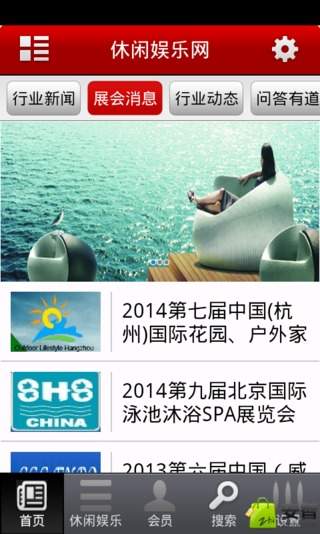 休闲娱乐网
行业新闻
展会消息
行业动态
问答有道
2014第七届中国(杭
州)国际花园、户外家
Outdoor Lifestyle Hangzhou
2014第九届北京国际
泳池沐浴SPA展览会
CHINA
2013第六届中国（威
首页
休闲娱乐
会员
搜索
设置